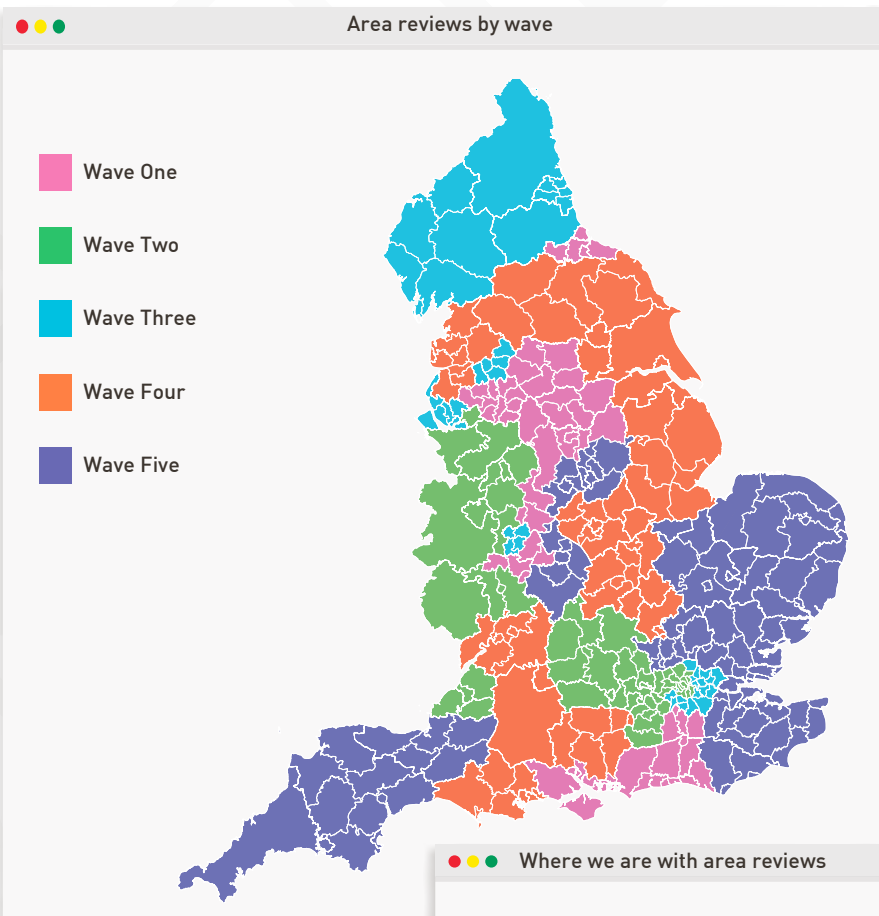 Area reviews by wave
Wave One
Wave Two
Wave Three
Wave Four
Wave Five
Where we are with area reviews